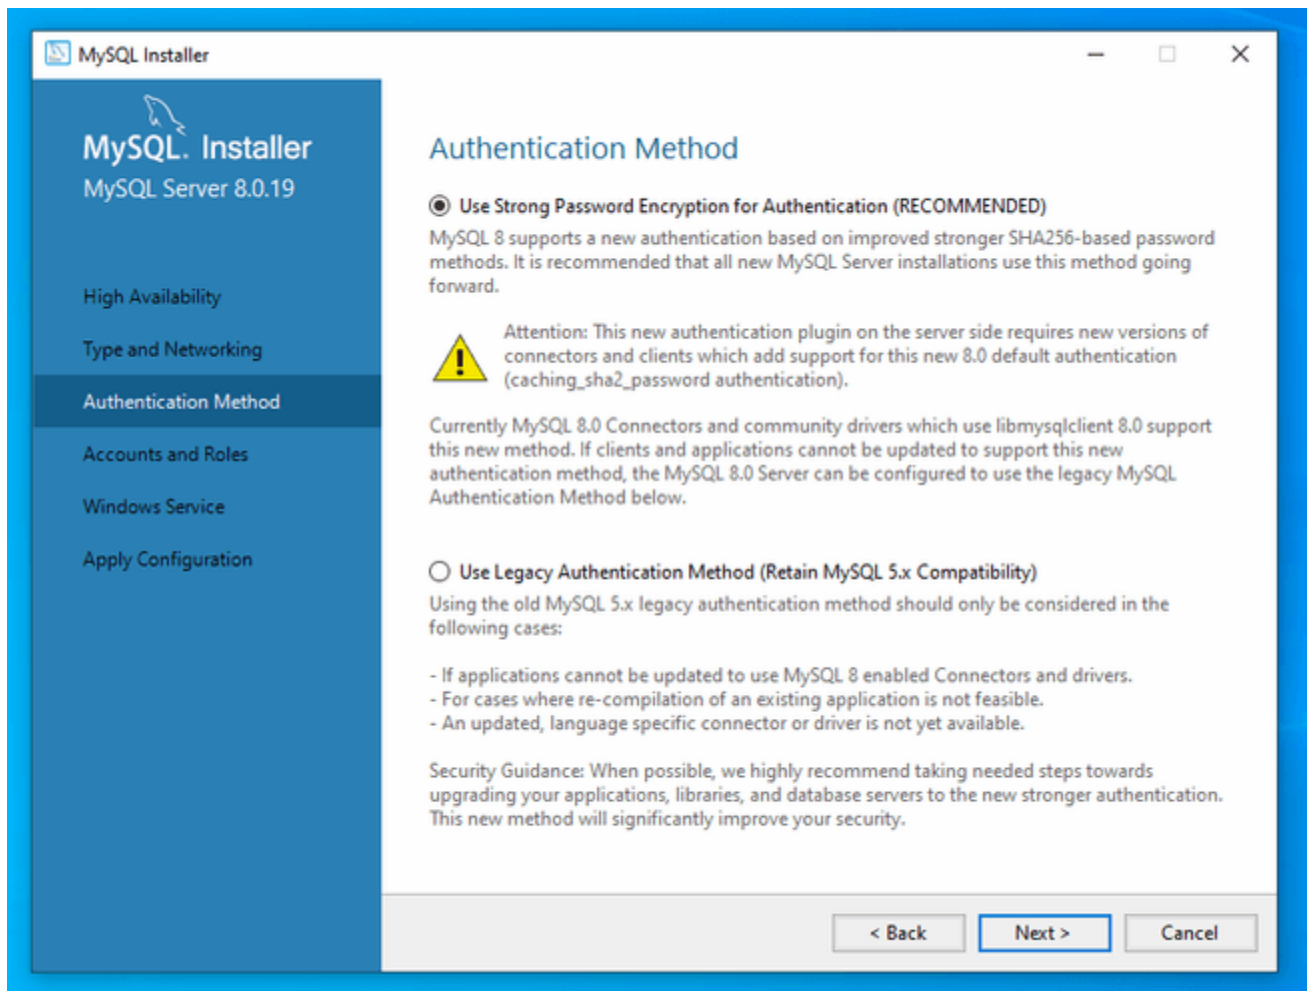 MySQL Installer
MySQL. Installer
MySQL Server 8.0.19
High Availability
Type and Networking
Authentication Method
Accounts and Roles
Windows Service
Apply Configuration
Authentication Method
Use Strong Password Encryption for Authentication (RECOMMENDED)
MySQL 8 supports a new authentication based on improved stronger SHA256-based password
methods. It is recommended that all new MySQL Server installations use this method going
forward.
Attention: This new authentication plugin on the server side requires new versions of
connectors and clients which add support for this new 8.0 default authentication
(caching_sha2_password authentication).
Currently MySQL 8.0 Connectors and community drivers which use libmysqlclient 8.0 support
this new method. If clients and applications cannot be updated to support this new
authentication method, the MySQL 8.0 Server can be configured to use the legacy MySQL
Authentication Method below.
Use Legacy Authentication Method (Retain MySQL 5.x Compatibility)
Using the old MySQL 5.x legacy authentication method should only be considered in the
following cases:
- If applications cannot be updated to use MySQL 8 enabled Connectors and drivers.
- For cases where re-compilation of an existing application is not feasible.
- An updated, language specific connector or driver is not yet available.
Security Guidance: When possible, we highly recommend taking needed steps towards
upgrading your applications, libraries, and database servers to the new stronger authentication.
This new method will significantly improve your security.
< Back
Next >
Cancel